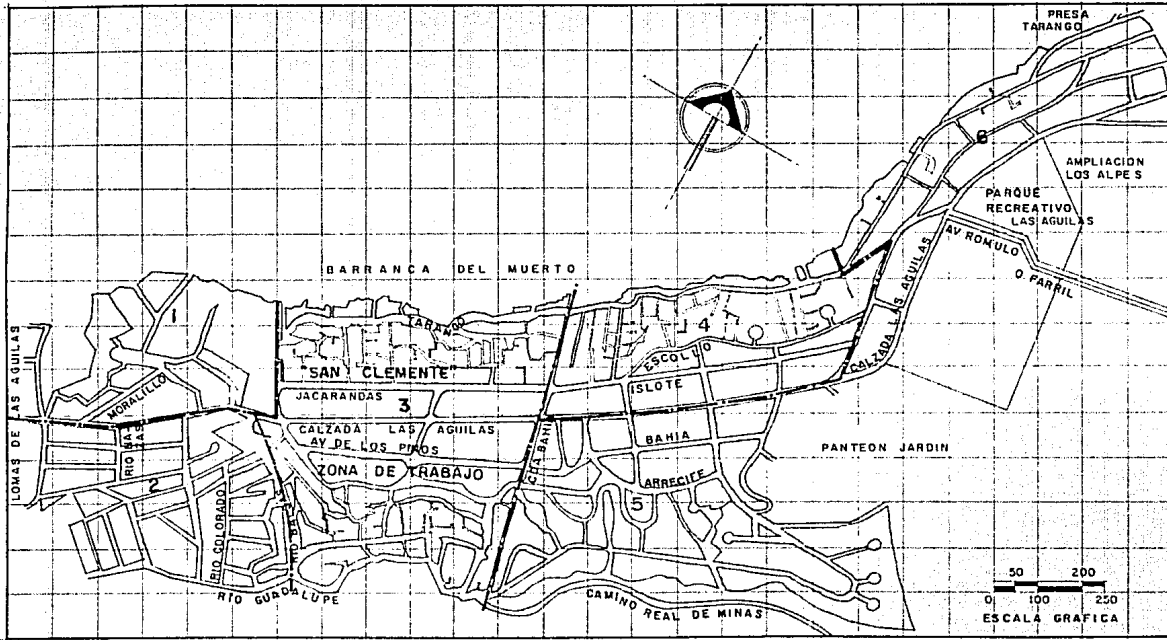 PRESA
TARANGO
6
AMPLIACION
LOS ALPES
PARQUE
RECREATIVO
LAS AGUILAS
AV ROMULO
O. FARRIL
BARRANCA DEL MUERTO
CALZADA LAS AGUILAS
1
TARANGO
4
ESCOLLO
"SAN CLEMENTE"
ISLOTE
LOMAS DE LAS AGUILAS
MORALILLO
JACARANDAS
3
CALZADA LAS AGUILAS
BAHIA
AV DE LOS PINOS
CDA BAHIA
PANTEON JARDIN
ZONA DE TRABAJO
ARRECIFE
2
5
RIO COLORADO
RIO GUADALUPE
CAMINO REAL DE MINAS
50 200
0 100 250
ESCALA GRAFICA